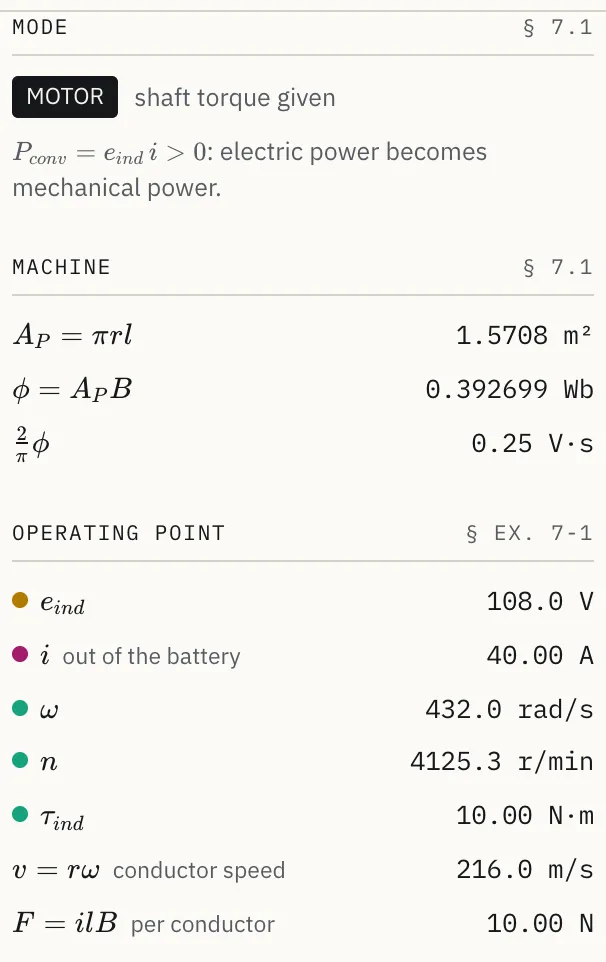 MODE § 7.1
MOTOR shaft torque given
P_conv = e_ind i > 0: electric power becomes
mechanical power.
MACHINE § 7.1
A_P = πrl 1.5708 m²
ϕ = A_P B 0.392699 Wb
2/π ϕ 0.25 V·s
OPERATING POINT § EX. 7-1
e_ind 108.0 V
i out of the battery 40.00 A
ω 432.0 rad/s
n 4125.3 r/min
τ_ind 10.00 N·m
v = rω conductor speed 216.0 m/s
F = ilB per conductor 10.00 N